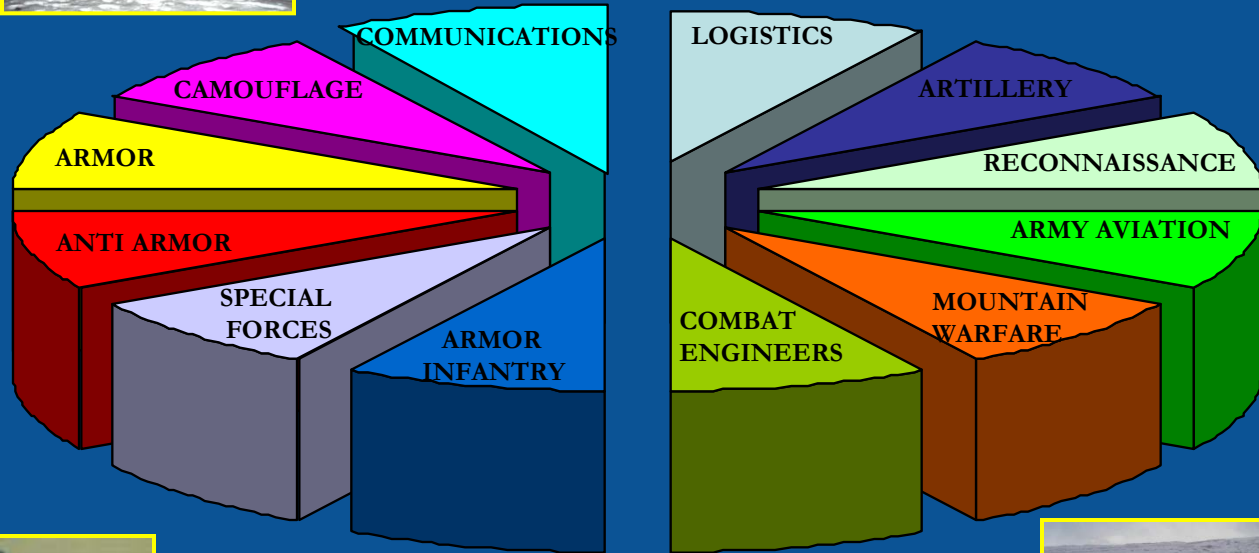 COMMUNICATIONS
LOGISTICS
CAMOUFLAGE
ARTILLERY
ARMOR
RECONNAISSANCE
ANTI ARMOR
ARMY AVIATION
SPECIAL
FORCES
MOUNTAIN
WARFARE
ARMOR
INFANTRY
COMBAT
ENGINEERS